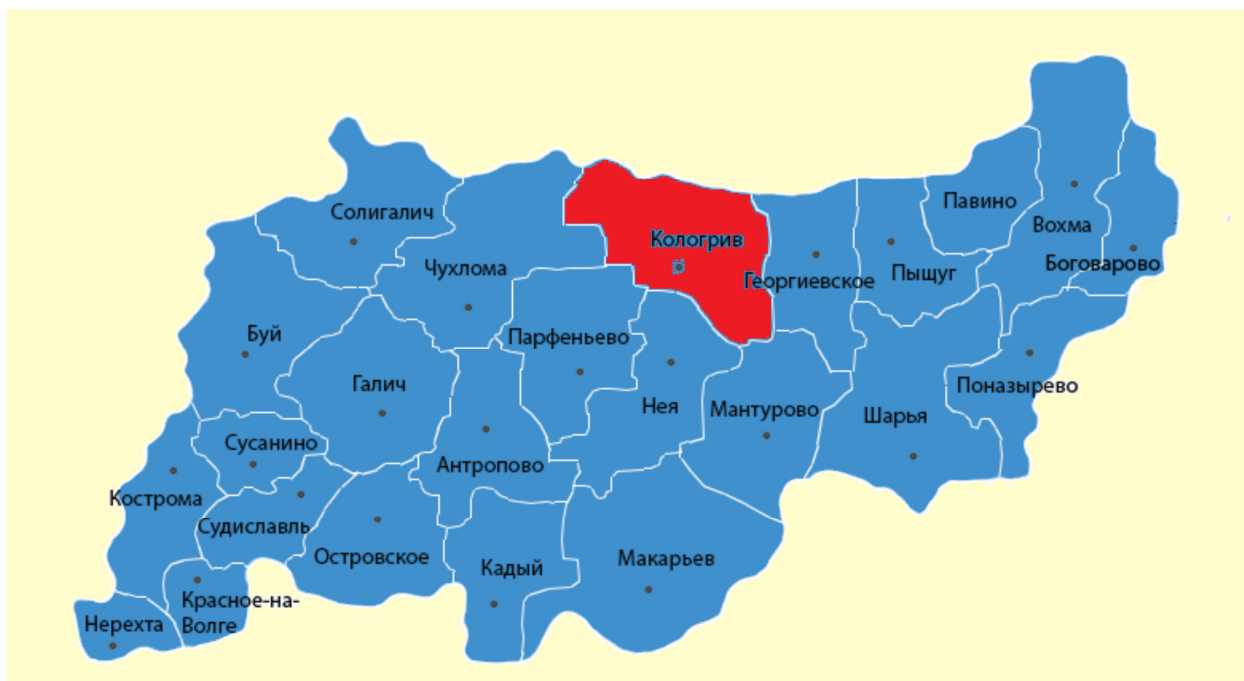 Солигалич
Павино
Вохма
Кологрив
Чухлома
Георгиевское
Пыщуг
Боговарово
Буй
Парфеньево
Галич
Нея
Мантурово
Шарья
Поназырево
Сусанино
Антропово
Кострома
Судиславль
Островское
Кадый
Макарьев
Красное-на-
Волге
Нерехта